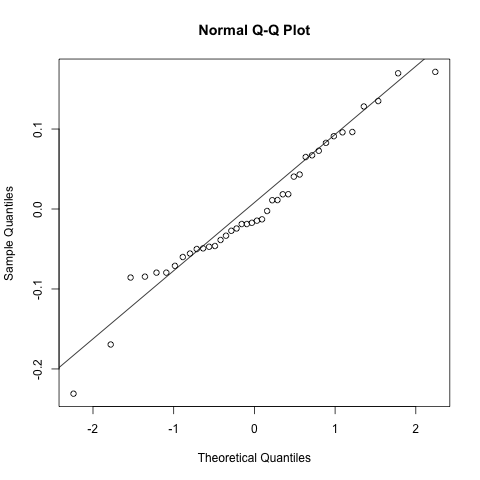 Normal Q-Q Plot
0.1
0.0
-0.1
-0.2
Sample Quantiles
-2 -1 0 1 2
Theoretical Quantiles